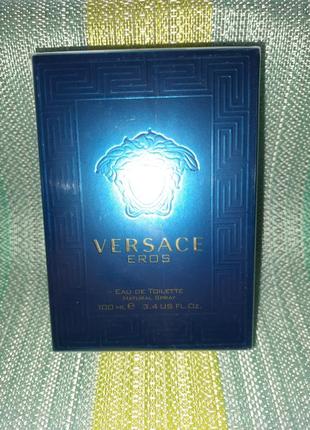 VERSACE
EROS
EAU DE TOILETTE
NATURAL SPRAY
100 ML ℮ 3.4 US FL.OZ.